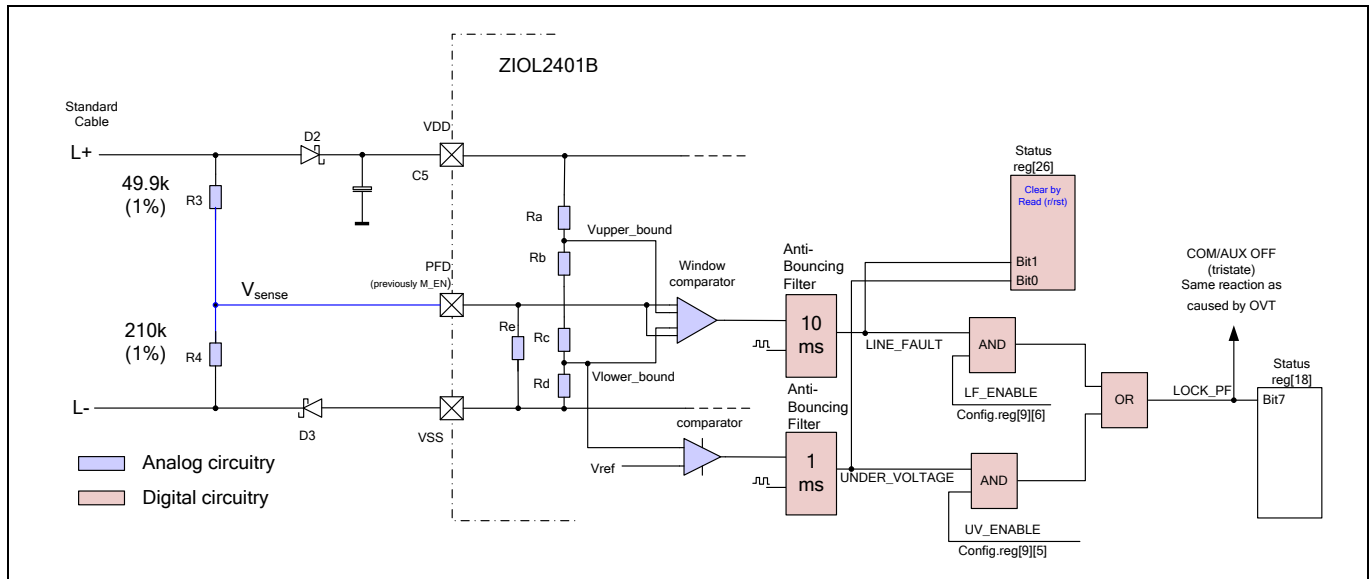 ZIOL2401B
Standard
Cable
L+
D2
VDD
C5
49.9k
(1%)
R3
Ra
Vupper_bound
Rb
PFD
(previously M_EN)
Vsense
Window
comparator
Anti-
Bouncing
Filter
10
ms
LINE_FAULT
Status
reg[26]
Clear by
Read (r/rst)
Bit1
Bit0
COM/AUX OFF
(tristate)
Same reaction as
caused by OVT
210k
(1%)
R4
Re
Rc
Vlower_bound
Rd
AND
LF_ENABLE
Config.reg[9][6]
OR
LOCK_PF
Status
reg[18]
Bit7
L-
D3
VSS
comparator
Vref
Anti-
Bouncing
Filter
1
ms
UNDER_VOLTAGE
AND
UV_ENABLE
Config.reg[9][5]
Analog circuitry
Digital circuitry